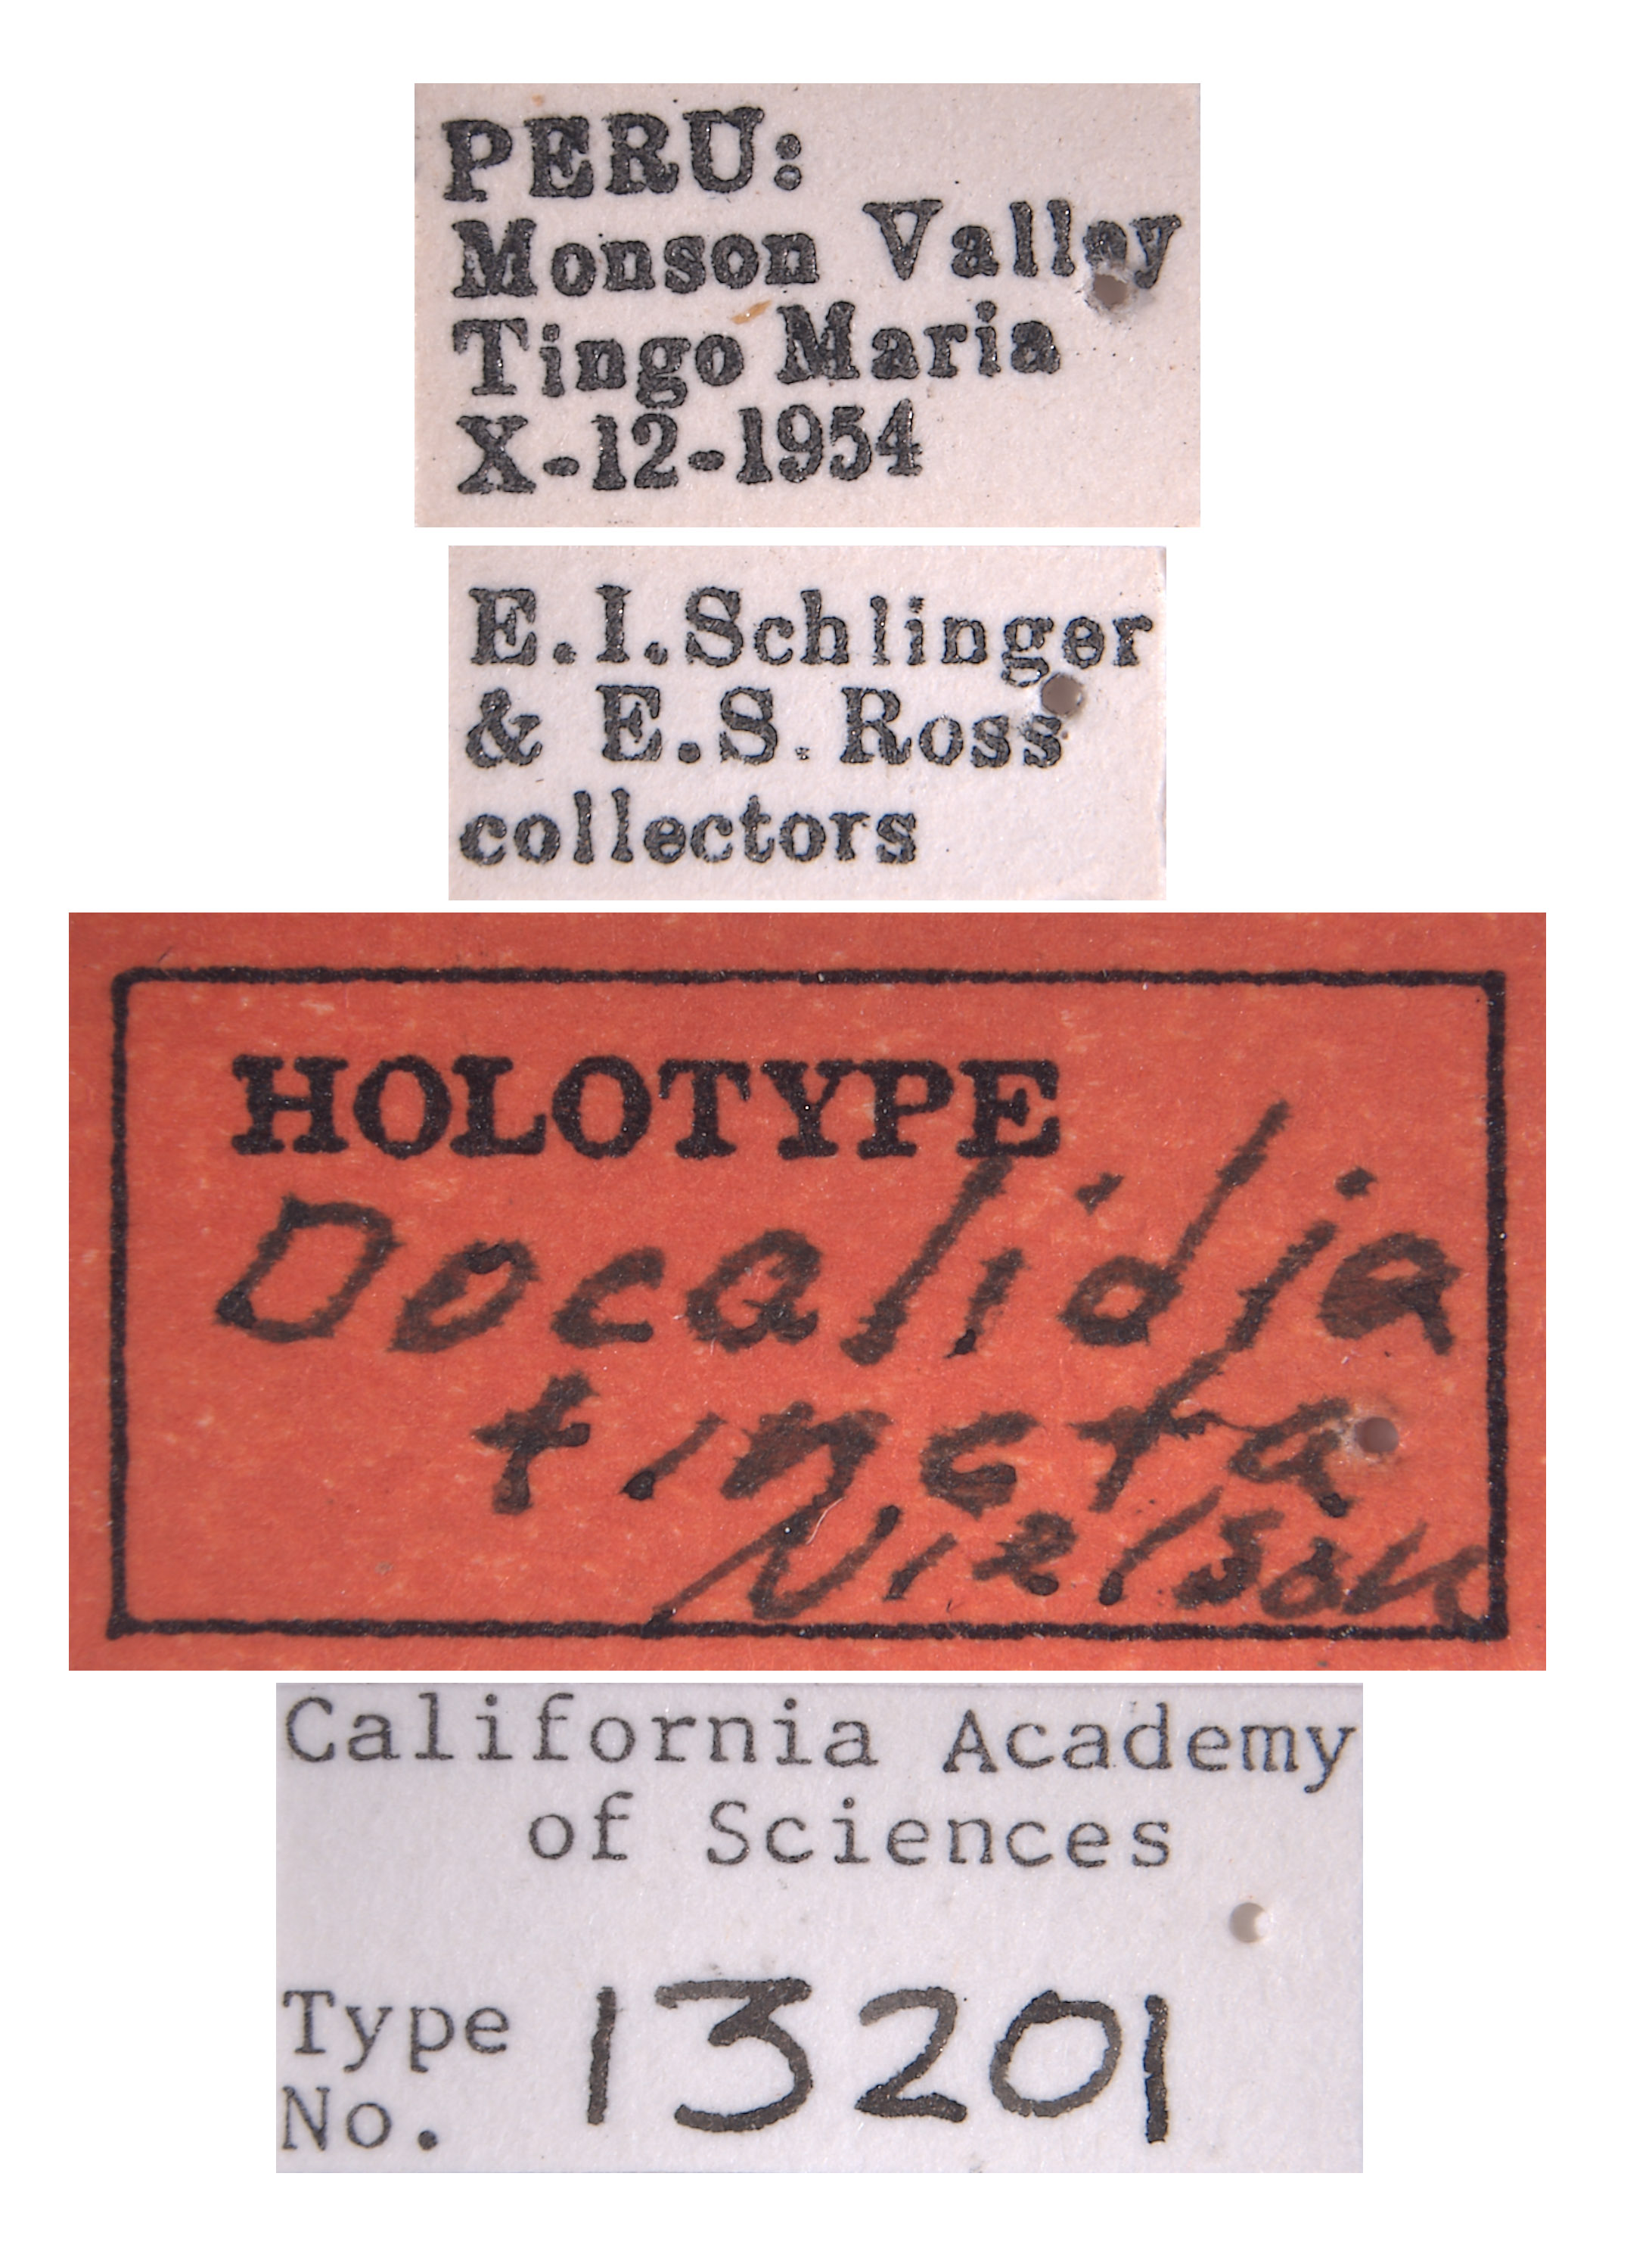 PERU:
Monson Valley
Tingo Maria
X-12-1954
E.I.Schlinger
& E.S. Ross
collectors
HOLOTYPE
Docalidia
tincta
Nielson
California Academy
of Sciences
Type
No. 13201